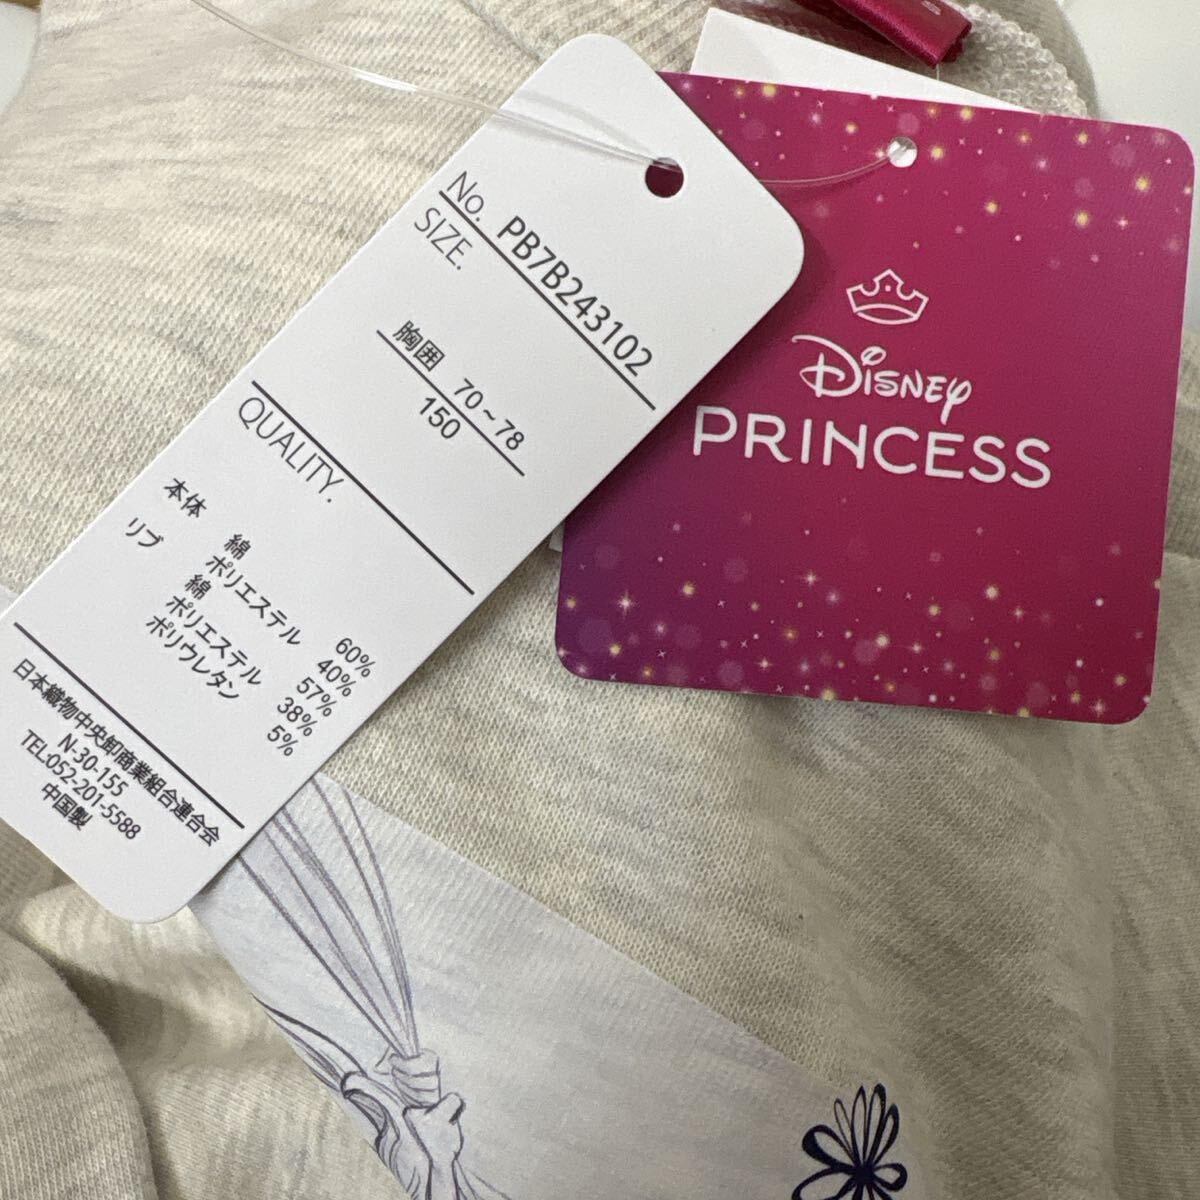 No. PB7B243102
SIZE.
胸囲 70～78
150
QUALITY.
本体 綿 60%
ポリエステル 40%
リブ 綿 57%
ポリエステル 38%
ポリウレタン 5%
日本織物中央卸商業組合連合会
N-30-155
TEL:052-201-5588
中国製
Disney
PRINCESS